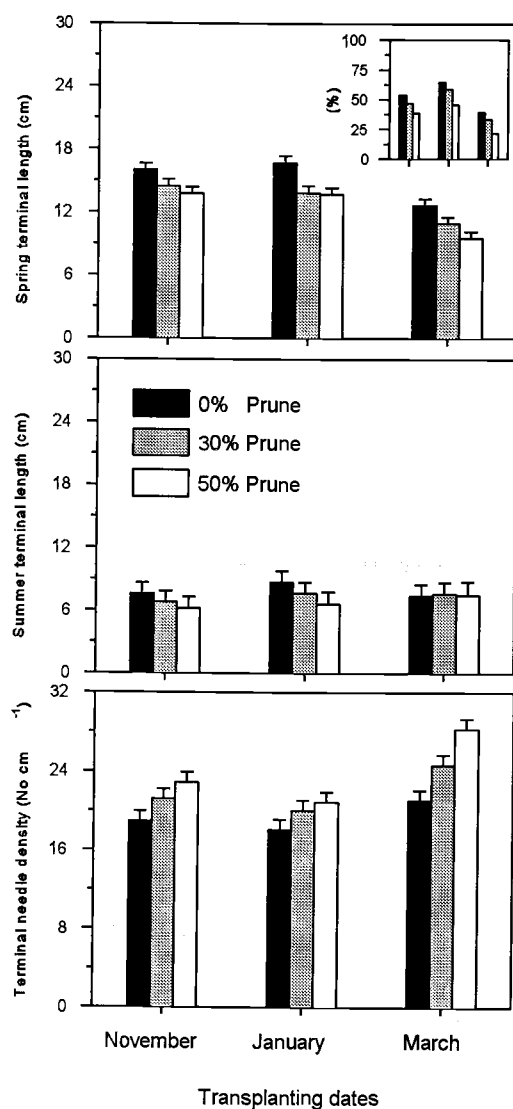 30
24
18
12
6
0
Spring terminal length (cm)
100
75
50
25
0
(%)
30
24
18
12
6
0
Summer terminal length (cm)
0% Prune
30% Prune
50% Prune
32
24
16
8
0
Terminal needle density (No cm -1)
November January March
Transplanting dates